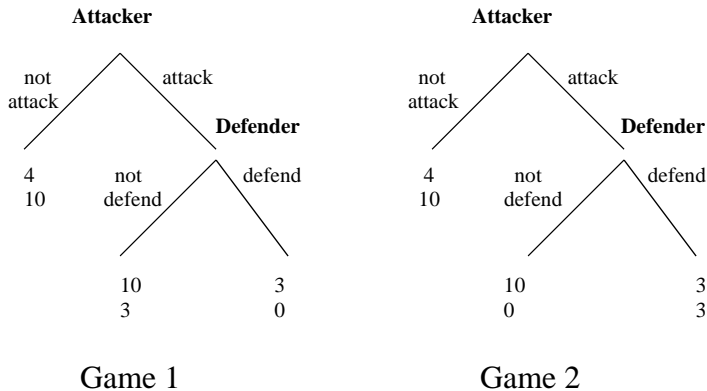 Attacker
not
attack
attack
Defender
4
10
not
defend
defend
10
3
3
0
Game 1
Attacker
not
attack
attack
Defender
4
10
not
defend
defend
10
0
3
3
Game 2